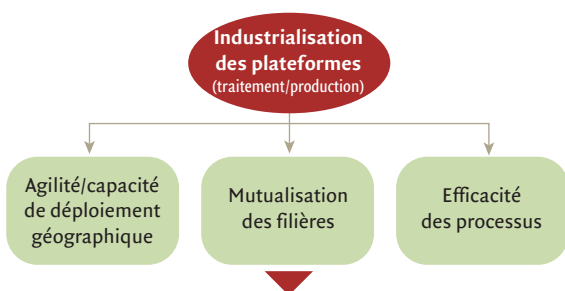 Industrialisation
des plateformes
(traitement/production)
Agilité/capacité
de déploiement
géographique
Mutualisation
des filières
Efficacité
des processus